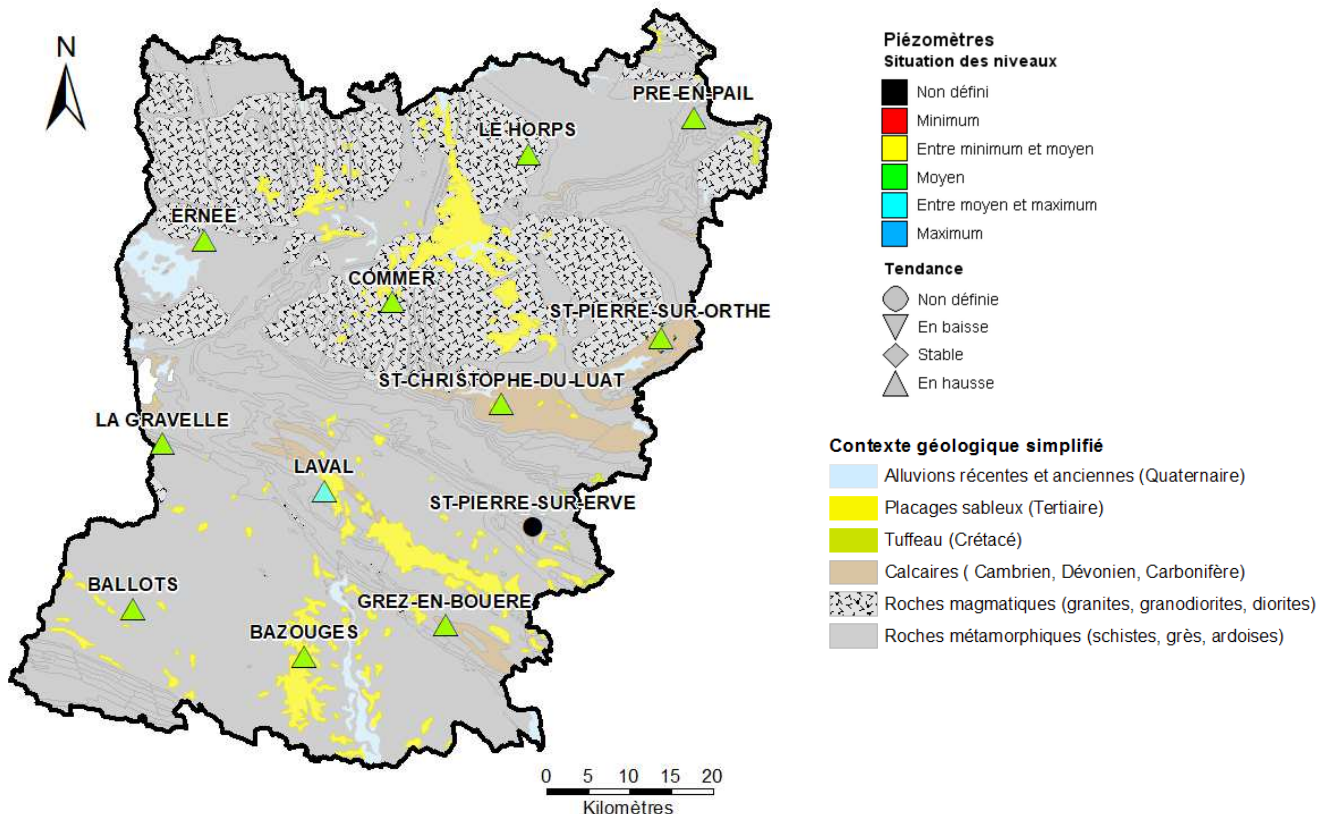 N
PRE-EN-PAIL
LE HORPS
ERNEE
COMMER
ST-PIERRE-SUR-ORTHE
ST-CHRISTOPHE-DU-LUAT
LA GRAVELLE
LAVAL
ST-PIERRE-SUR-ERVE
BALLOTS
GREZ-EN-BOUERE
BAZOUGES
0 5 10 15 20
Kilomètres
Piézomètres
Situation des niveaux
Non défini
Minimum
Entre minimum et moyen
Moyen
Entre moyen et maximum
Maximum
Tendance
Non définie
En baisse
Stable
En hausse
Contexte géologique simplifié
Alluvions récentes et anciennes (Quaternaire)
Placages sableux (Tertiaire)
Tuffeau (Crétacé)
Calcaires ( Cambrien, Dévonien, Carbonifère)
Roches magmatiques (granites, granodiorites, diorites)
Roches métamorphiques (schistes, grès, ardoises)